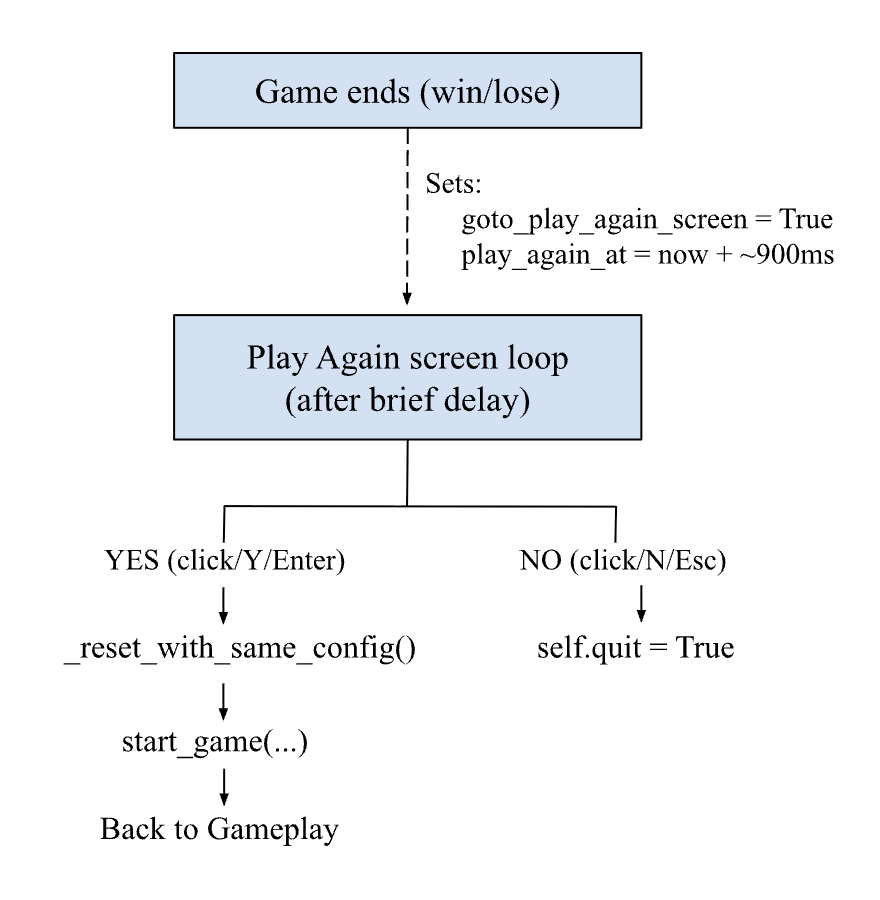 Game ends (win/lose)
Sets:
goto_play_again_screen = True
play_again_at = now + ~900ms
Play Again screen loop
(after brief delay)
YES (click/Y/Enter)
NO (click/N/Esc)
_reset_with_same_config()
self.quit = True
start_game(...)
Back to Gameplay